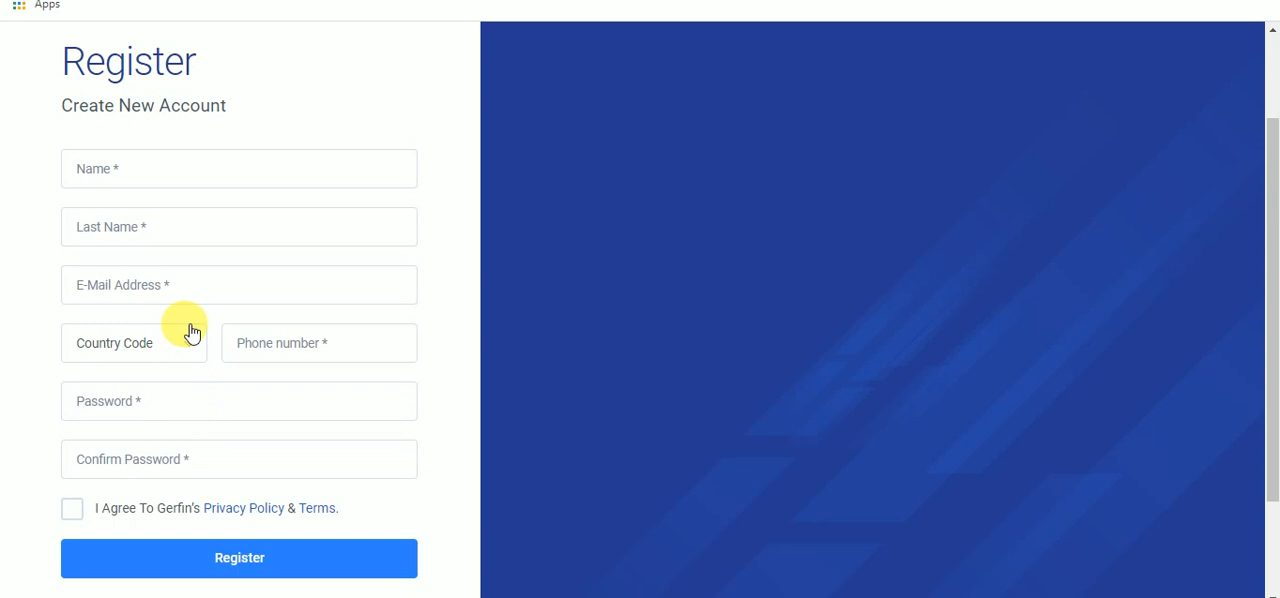 Apps
Register
Create New Account
Name *
Last Name *
E-Mail Address *
Country Code
Phone number *
Password *
Confirm Password *
I Agree To Gerfin's Privacy Policy & Terms.
Register